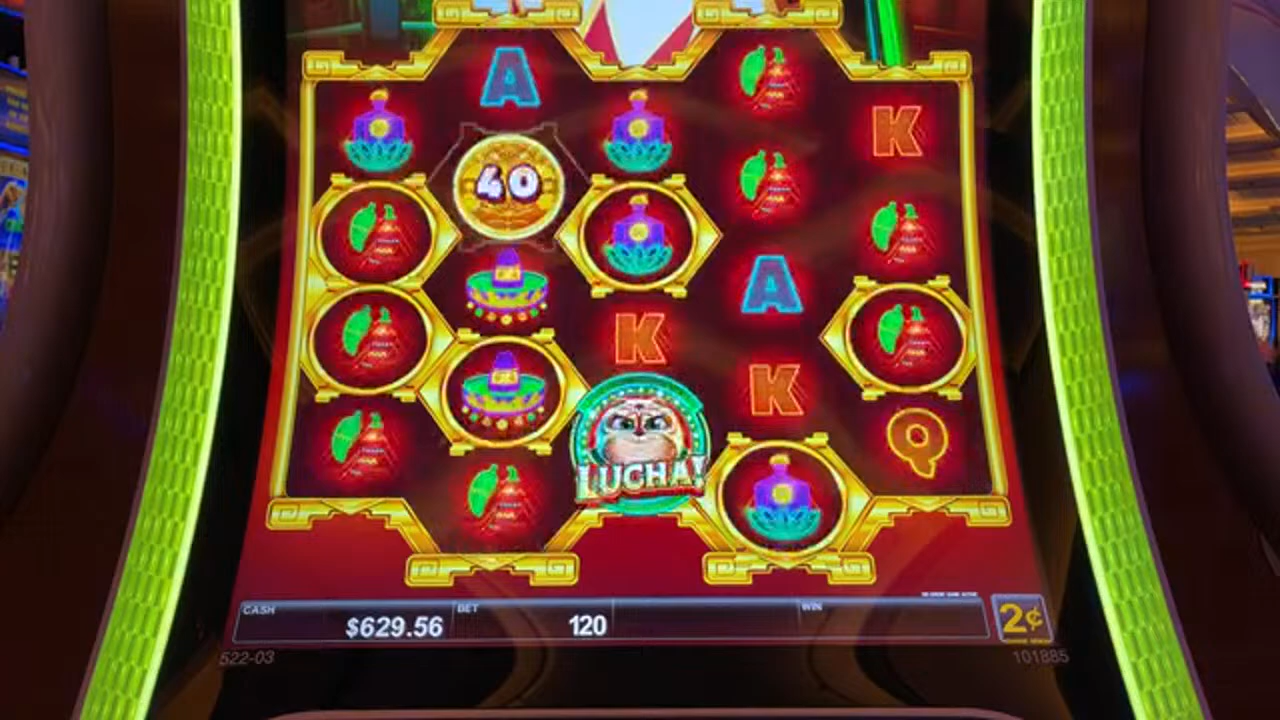 A
K
40
A
K
K
LUCHA!
Q
CASH
BET
WIN
$629.56
120
2¢
522-03
101885